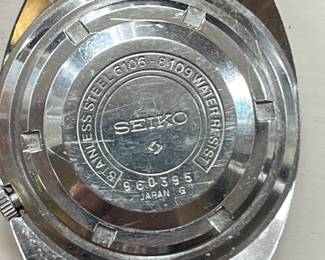 STAINLESS STEEL 6106-8109 WATER RESIST
SEIKO
960395
JAPAN G